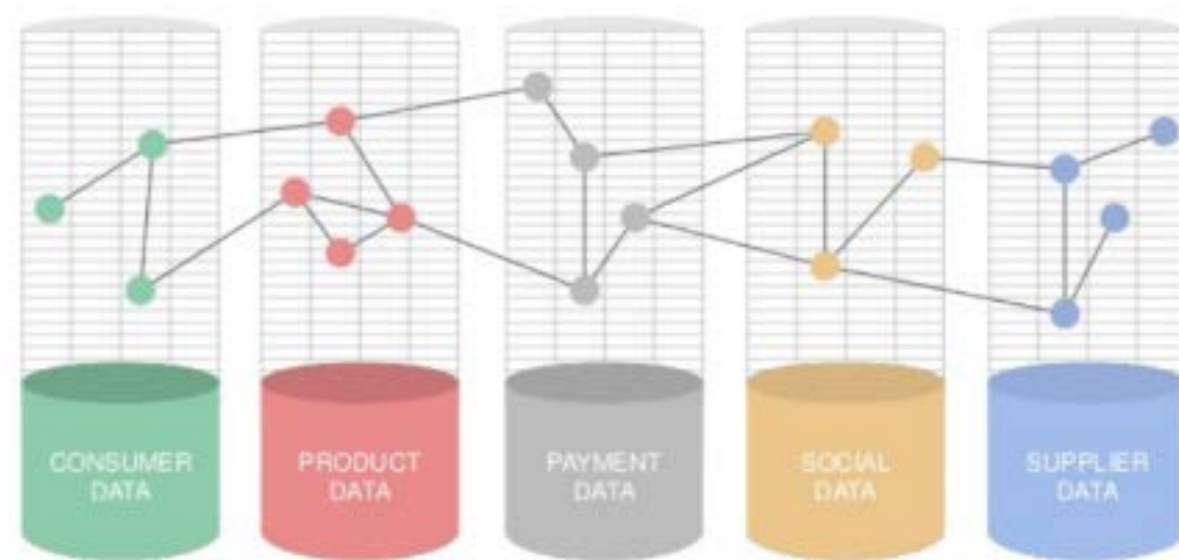 CONSUMER
DATA
PRODUCT
DATA
PAYMENT
DATA
SOCIAL
DATA
SUPPLIER
DATA